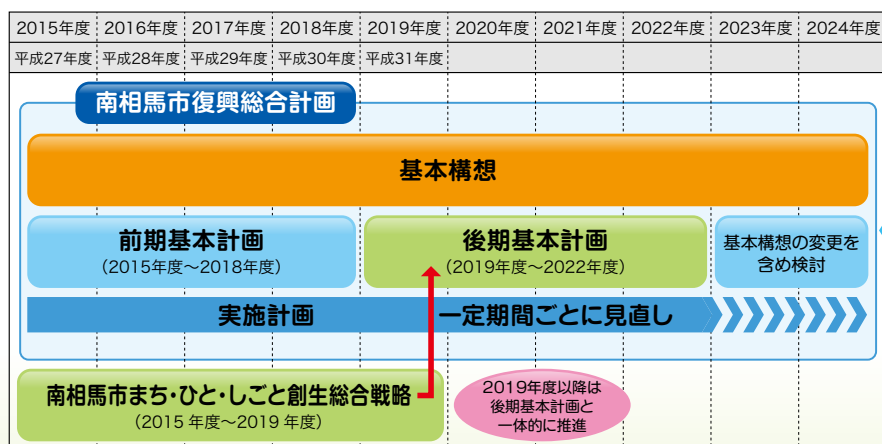 2015年度 2016年度 2017年度 2018年度 2019年度 2020年度 2021年度 2022年度 2023年度 2024年度
平成27年度 平成28年度 平成29年度 平成30年度 平成31年度
南相馬市復興総合計画
基本構想
前期基本計画
（2015年度～2018年度）
後期基本計画
（2019年度～2022年度）
基本構想の変更を
含め検討
実施計画 一定期間ごとに見直し
南相馬市まち・ひと・しごと創生総合戦略
（2015年度～2019年度）
2019年度以降は
後期基本計画と
一体的に推進